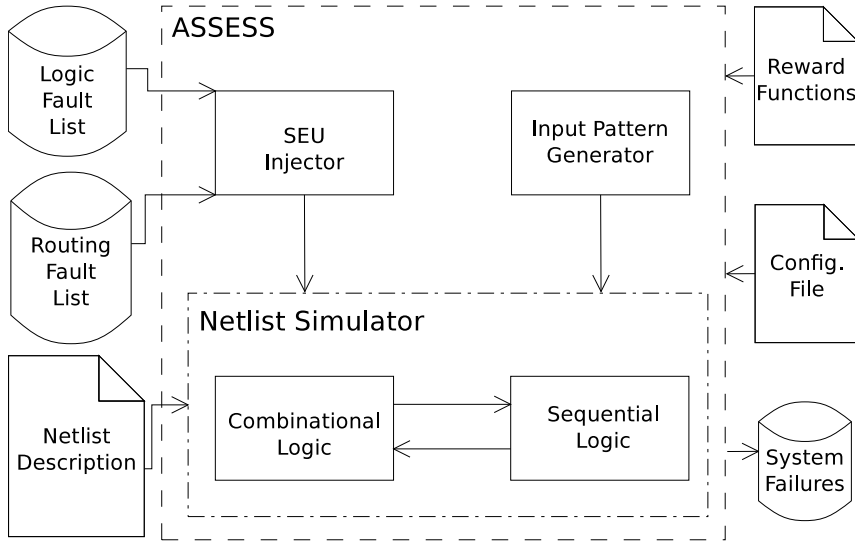 ASSESS
Logic
Fault
List
SEU
Injector
Input Pattern
Generator
Reward
Functions
Routing
Fault
List
Config.
File
Netlist Simulator
Netlist
Description
Combinational
Logic
Sequential
Logic
System
Failures